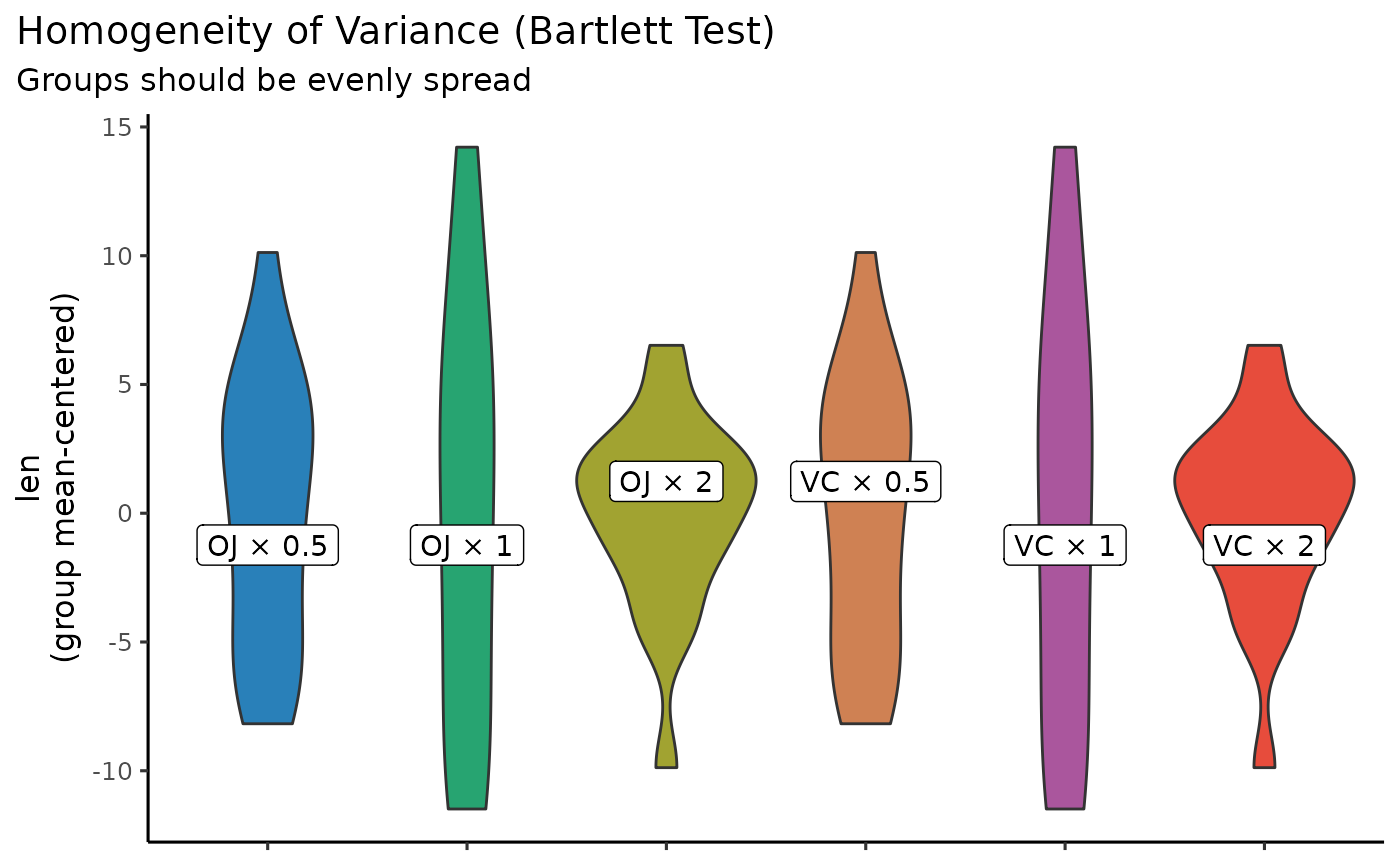 Homogeneity of Variance (Bartlett Test)
Groups should be evenly spread
len
(group mean-centered)
15
10
5
0
-5
-10
OJ × 0.5
OJ × 1
OJ × 2
VC × 0.5
VC × 1
VC × 2